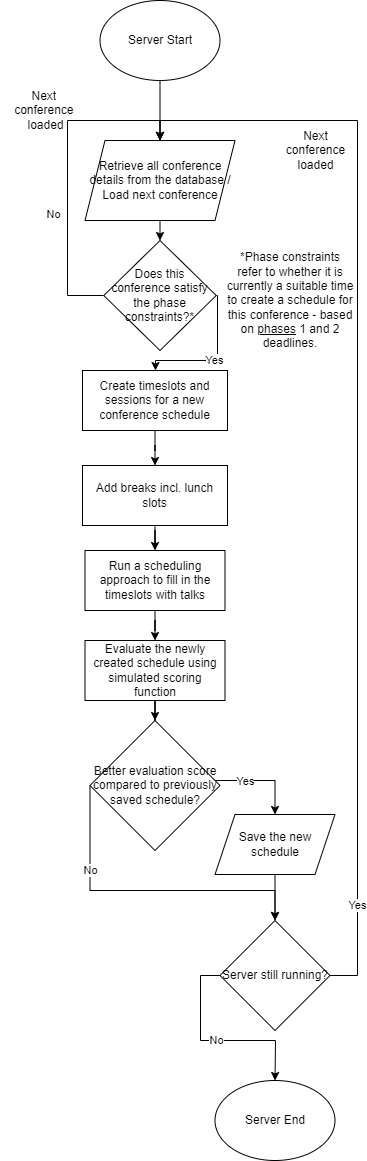 Server Start
Next
conference
loaded
Next
conference
loaded
Retrieve all conference
details from the database /
Load next conference
No
Does this
conference satisfy
the phase
constraints?*
*Phase constraints
refer to whether it is
currently a suitable time
to create a schedule for
this conference - based
on phases 1 and 2
deadlines.
Yes
Create timeslots and
sessions for a new
conference schedule
Add breaks incl. lunch
slots
Run a scheduling
approach to fill in the
timeslots with talks
Evaluate the newly
created schedule using
simulated scoring
function
Better evaluation score
compared to previously
saved schedule?
Yes
Save the new
schedule
No
Yes
Server still running?
No
Server End